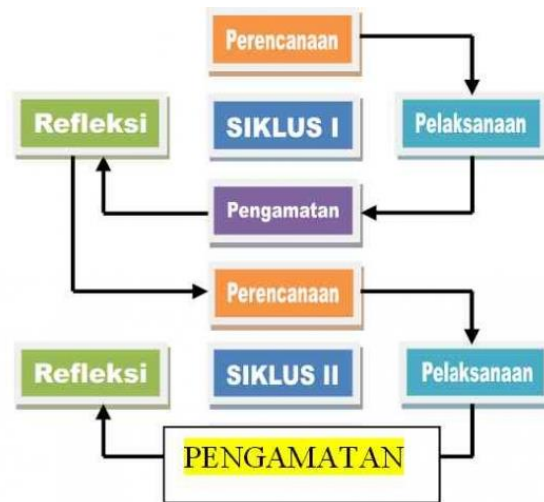 Perencanaan
Refleksi
SIKLUS I
Pelaksanaan
Pengamatan
Perencanaan
Refleksi
SIKLUS II
Pelaksanaan
PENGAMATAN